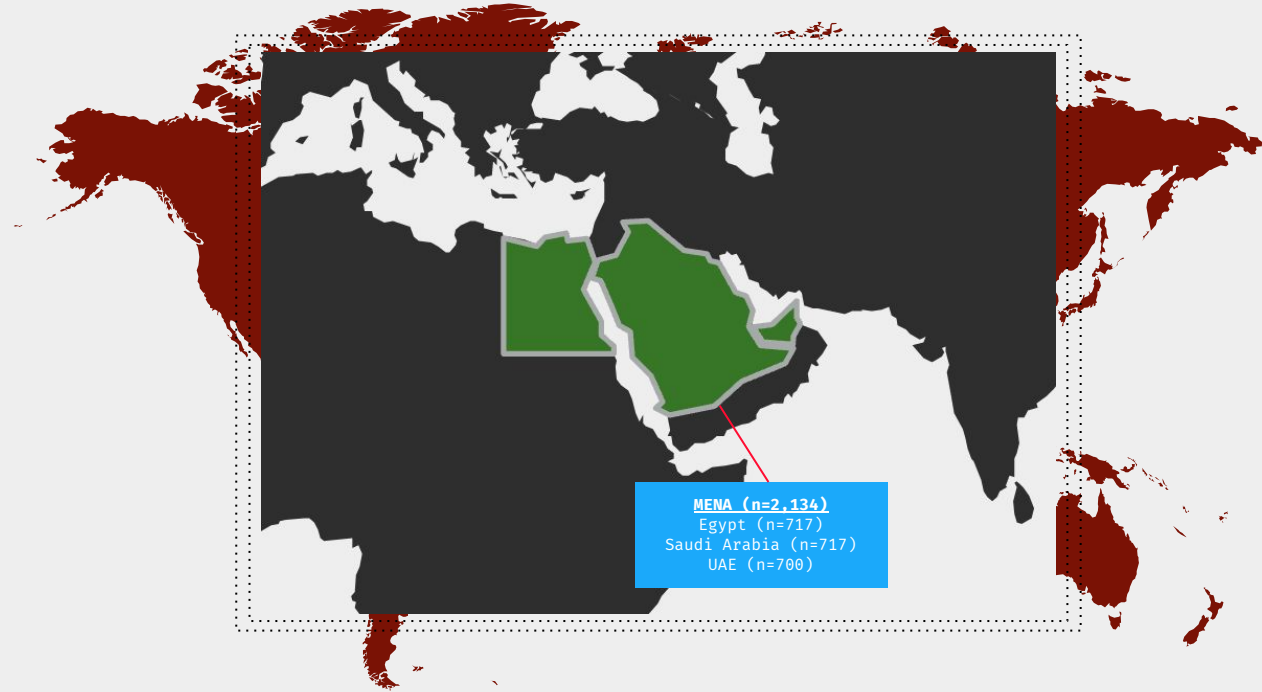 MENA (n=2,134)
Egypt (n=717)
Saudi Arabia (n=717)
UAE (n=700)